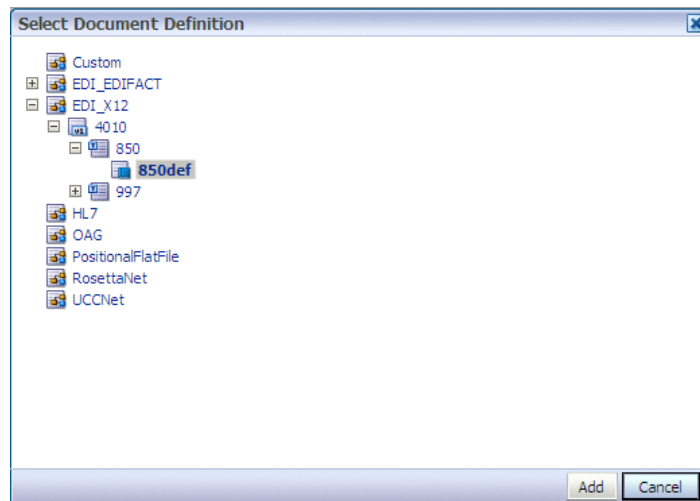 Select Document Definition
Custom
EDI_EDIFACT
EDI_X12
4010
850
850def
997
HL7
OAG
PositionalFlatFile
RosettaNet
UCCNet
Add Cancel